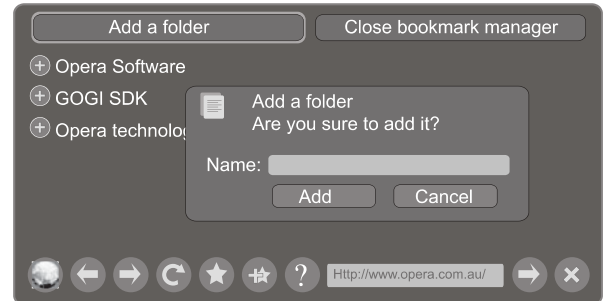 Add a folder
Close bookmark manager
Opera Software
GOGI SDK
Opera technolog
Add a folder
Are you sure to add it?
Name:
Add
Cancel
?
Http://www.opera.com.au/